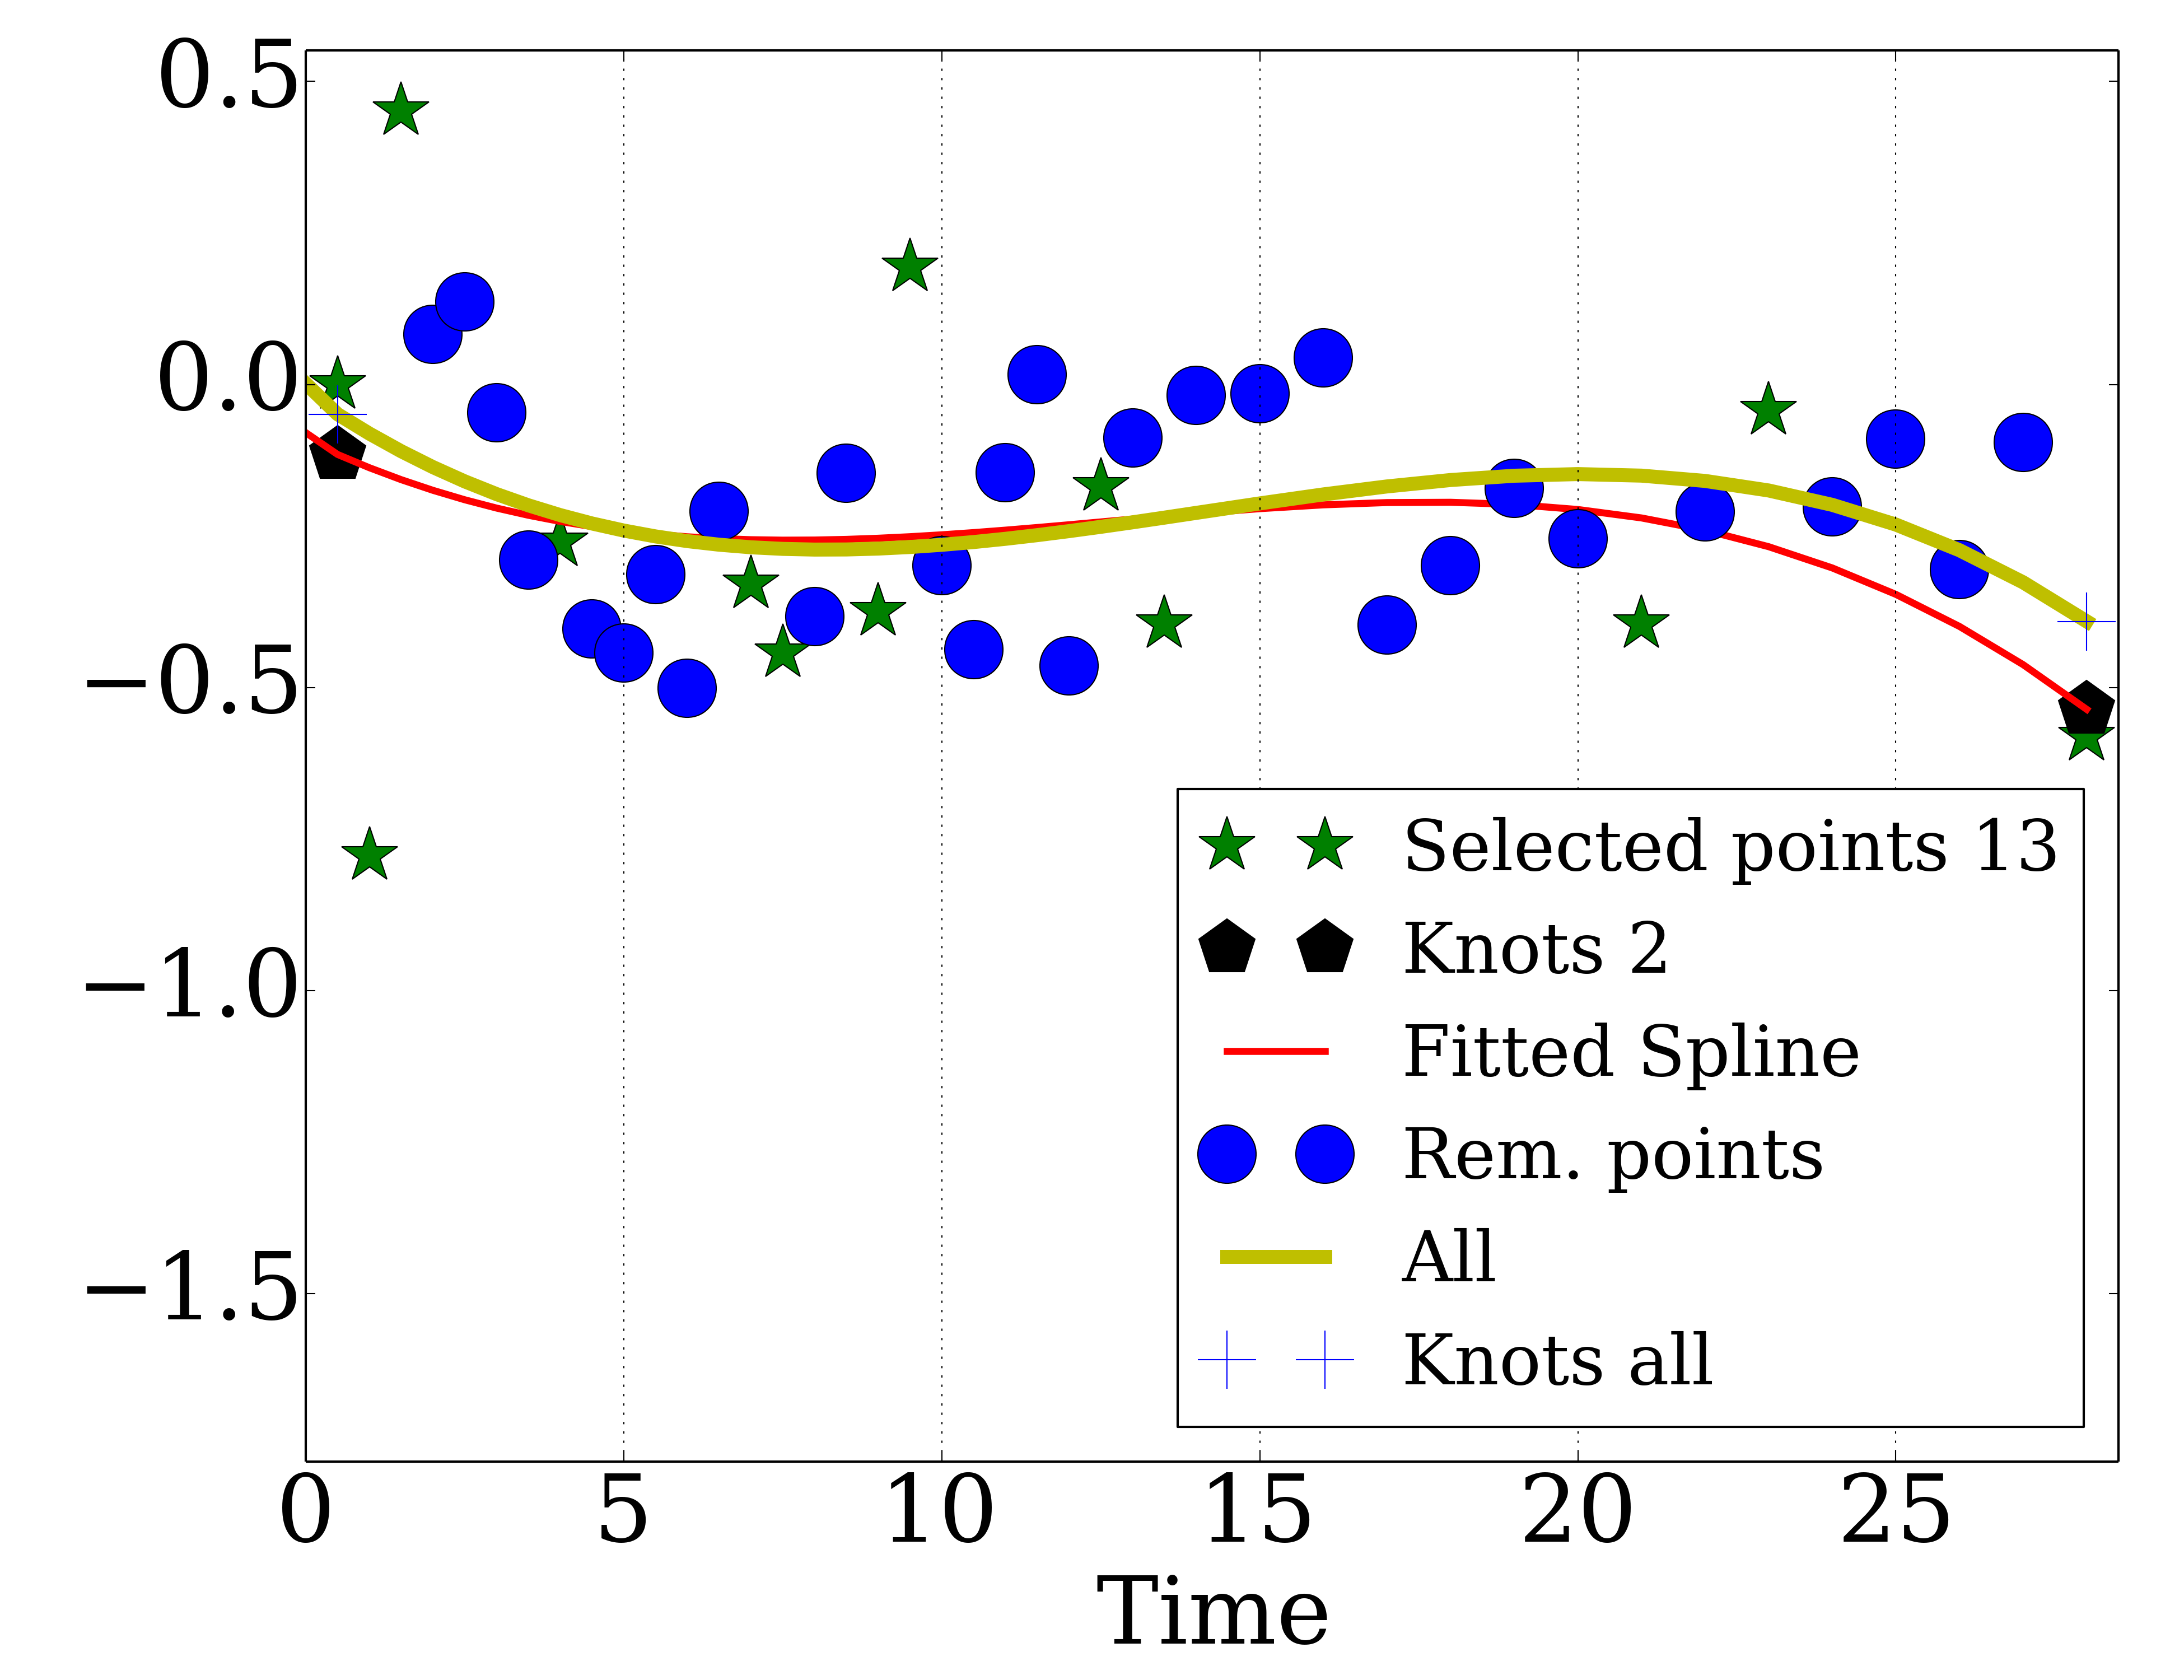 0.5
0.0
−0.5
−1.0
−1.5
0 5 10 15 20 25
Time
Selected points 13
Knots 2
Fitted Spline
Rem. points
All
Knots all